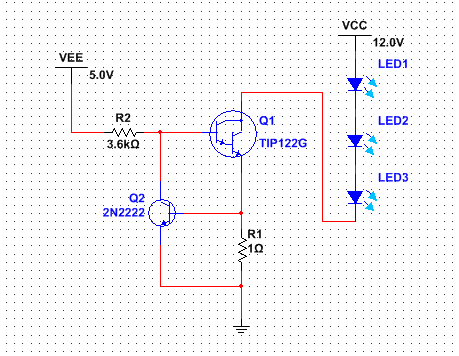 VCC
VEE
12.0V
5.0V
LED1
R2
3.6kΩ
Q1
TIP122G
LED2
LED3
Q2
2N2222
R1
1Ω